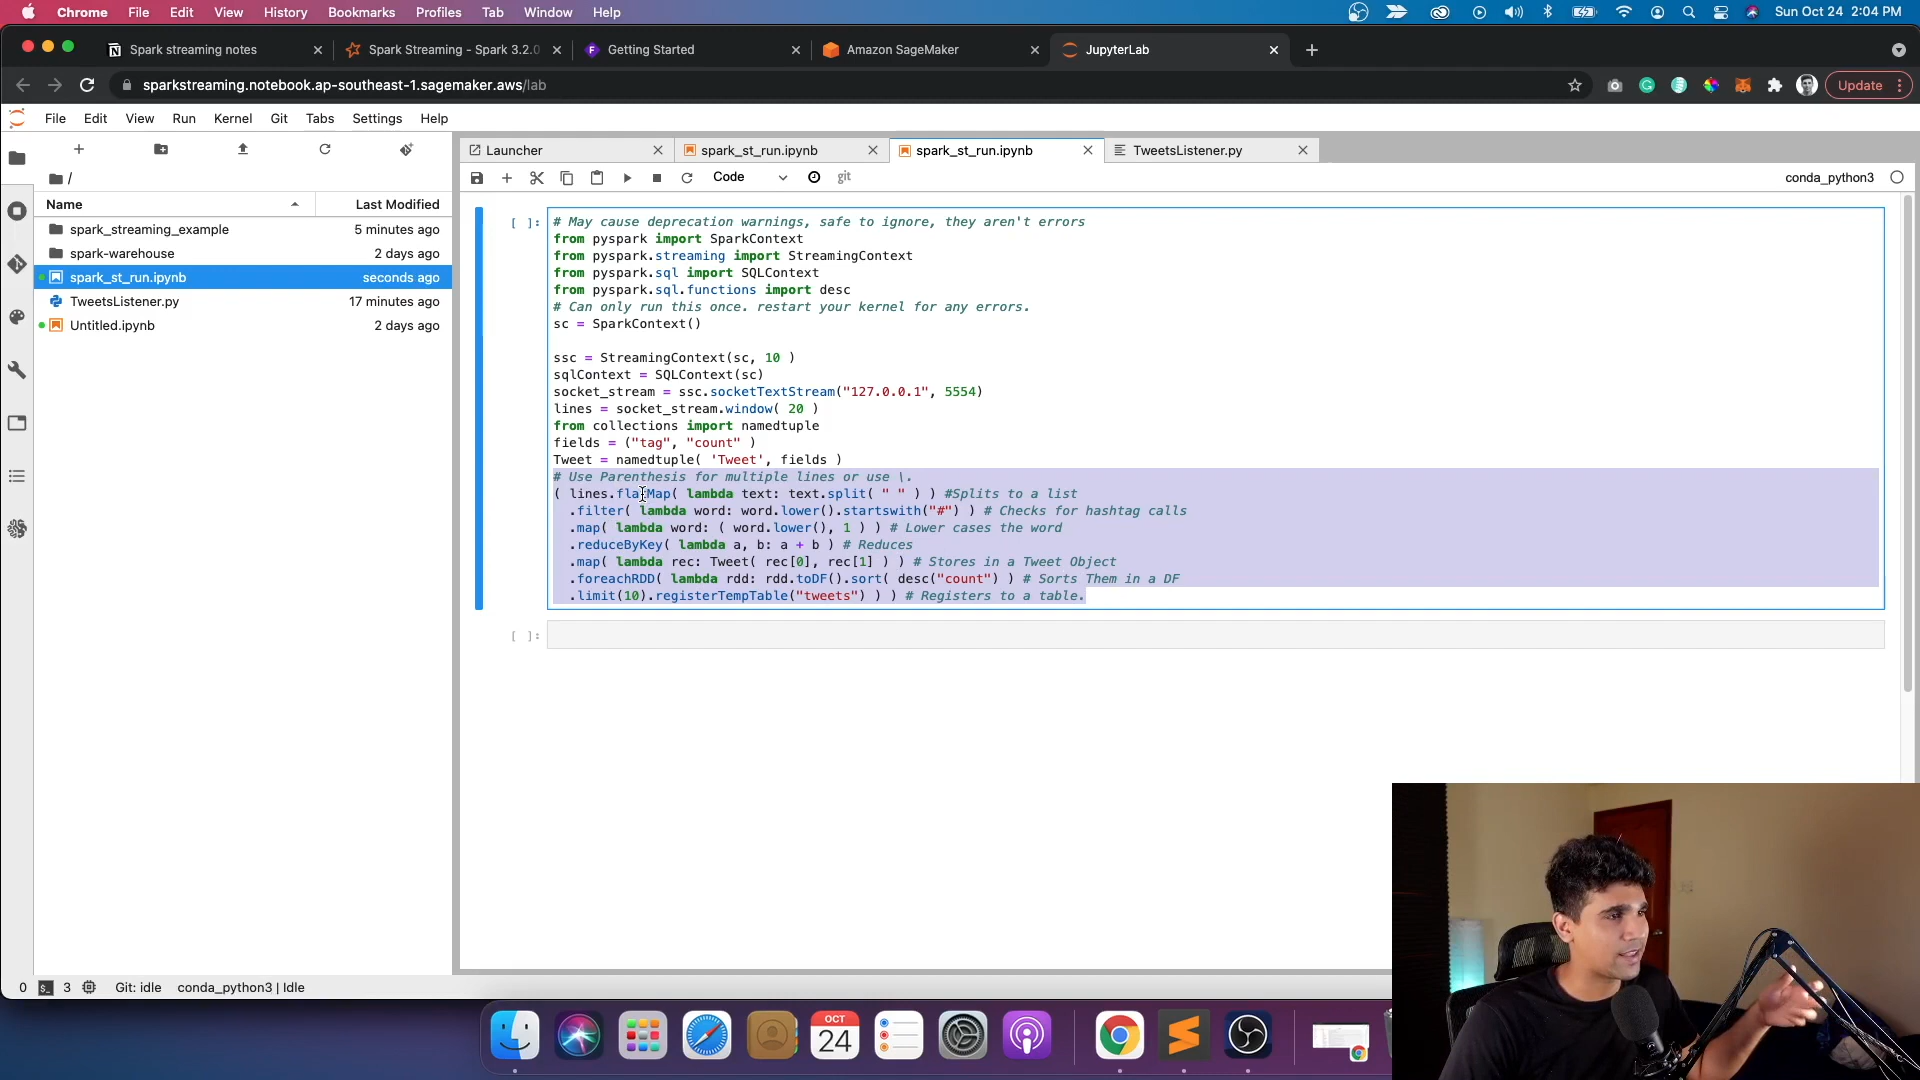 Chrome File Edit View History Bookmarks Profiles Tab Window Help
Sun Oct 24 2:04 PM
Spark streaming notes
Spark Streaming - Spark 3.2.0
Getting Started
Amazon SageMaker
JupyterLab
sparkstreaming.notebook.ap-southeast-1.sagemaker.aws/lab
Update
File Edit View Run Kernel Git Tabs Settings Help
Launcher
spark_st_run.ipynb
spark_st_run.ipynb
TweetsListener.py
Code
git
conda_python3
/
Name Last Modified
spark_streaming_example 5 minutes ago
spark-warehouse 2 days ago
spark_st_run.ipynb seconds ago
TweetsListener.py 17 minutes ago
Untitled.ipynb 2 days ago
[ ]:
# May cause deprecation warnings, safe to ignore, they aren't errors
from pyspark import SparkContext
from pyspark.streaming import StreamingContext
from pyspark.sql import SQLContext
from pyspark.sql.functions import desc
# Can only run this once. restart your kernel for any errors.
sc = SparkContext()
ssc = StreamingContext(sc, 10 )
sqlContext = SQLContext(sc)
socket_stream = ssc.socketTextStream("127.0.0.1", 5554)
lines = socket_stream.window( 20 )
from collections import namedtuple
fields = ("tag", "count" )
Tweet = namedtuple( 'Tweet', fields )
# Use Parenthesis for multiple lines or use \.
( lines.flatMap( lambda text: text.split( " " ) ) #Splits to a list
.filter( lambda word: word.lower().startswith("#") ) # Checks for hashtag calls
.map( lambda word: ( word.lower(), 1 ) ) # Lower cases the word
.reduceByKey( lambda a, b: a + b ) # Reduces
.map( lambda rec: Tweet( rec[0], rec[1] ) ) # Stores in a Tweet Object
.foreachRDD( lambda rdd: rdd.toDF().sort( desc("count") ) # Sorts Them in a DF
.limit(10).registerTempTable("tweets") ) ) # Registers to a table.
[ ]:
0 3 Git: idle conda_python3 | Idle
OCT
24